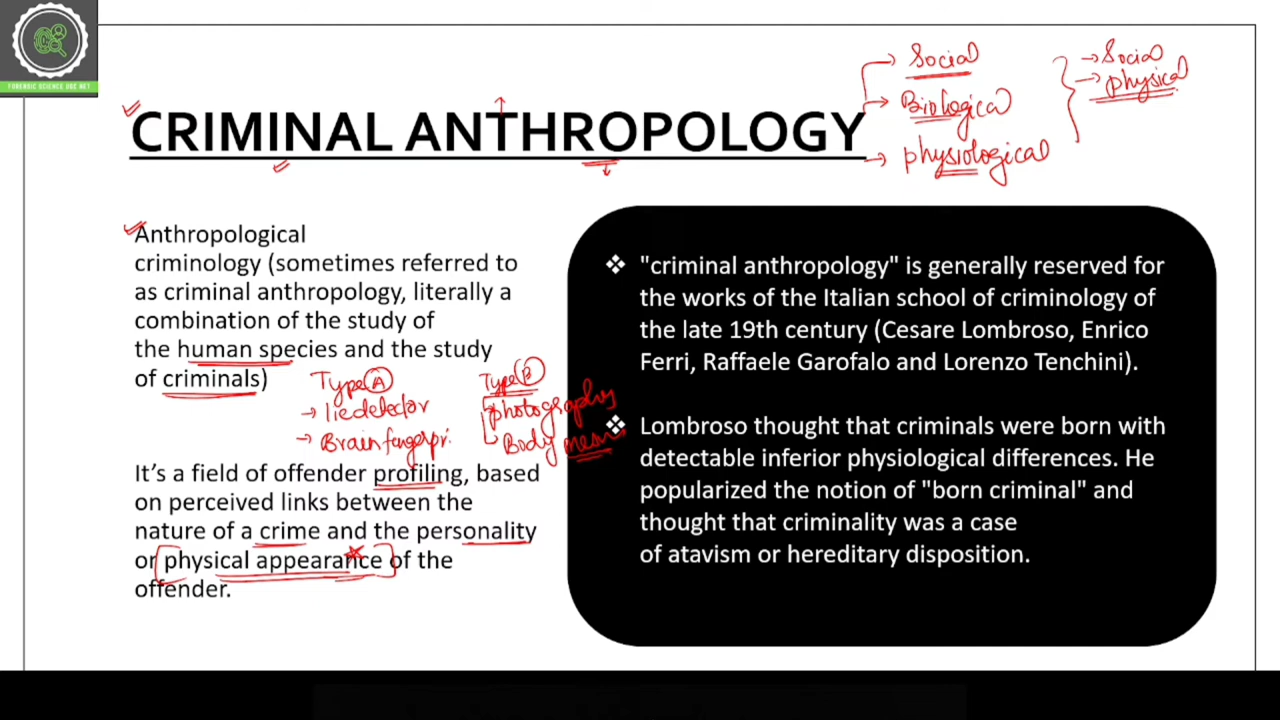 FORENSIC SCIENCE UGC NET
CRIMINAL ANTHROPOLOGY
Social
Biological
physiological
Social
physical
Anthropological
criminology (sometimes referred to
as criminal anthropology, literally a
combination of the study of
the human species and the study
of criminals)
Type A
lie detector
Brain fingerpr.
Type B
photography
Body
It's a field of offender profiling, based
on perceived links between the
nature of a crime and the personality
or physical appearance of the
offender.
❖ "criminal anthropology" is generally reserved for
the works of the Italian school of criminology of
the late 19th century (Cesare Lombroso, Enrico
Ferri, Raffaele Garofalo and Lorenzo Tenchini).
❖ Lombroso thought that criminals were born with
detectable inferior physiological differences. He
popularized the notion of "born criminal" and
thought that criminality was a case
of atavism or hereditary disposition.